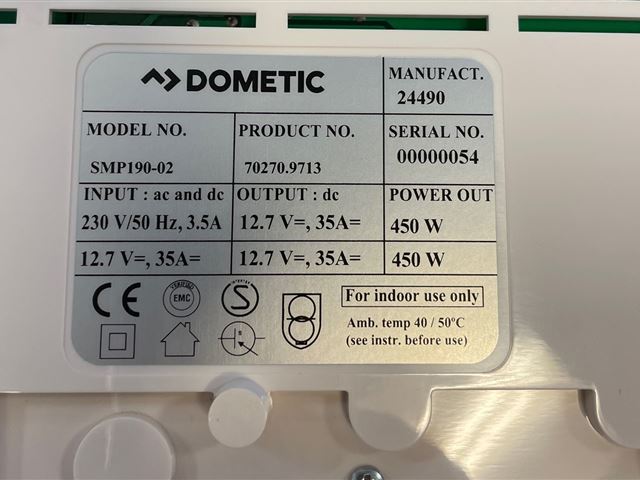 DOMETIC
MANUFACT.
24490
MODEL NO.
SMP190-02
PRODUCT NO.
70270.9713
SERIAL NO.
00000054
INPUT : ac and dc
OUTPUT : dc
POWER OUT
230 V/50 Hz, 3.5A
12.7 V=, 35A=
450 W
12.7 V=, 35A=
12.7 V=, 35A=
450 W
CE
EMC
S
For indoor use only
Amb. temp 40 / 50ºC
(see instr. before use)